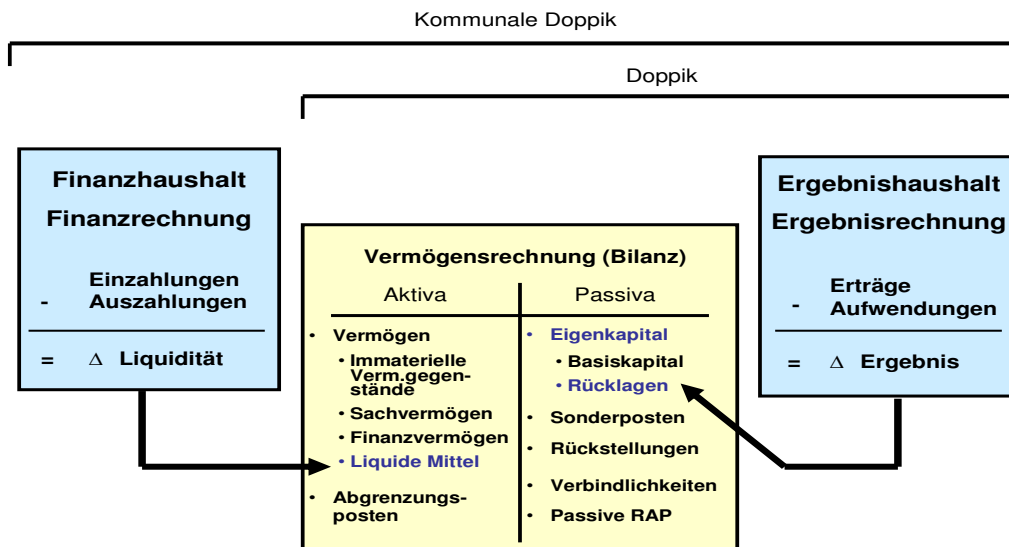 Kommunale Doppik
Doppik
Finanzhaushalt
Finanzrechnung
Einzahlungen
- Auszahlungen
= Δ Liquidität
Vermögensrechnung (Bilanz)
Aktiva
• Vermögen
• Immaterielle
Verm.gegen-
stände
• Sachvermögen
• Finanzvermögen
• Liquide Mittel
• Abgrenzungs-
posten
Passiva
• Eigenkapital
• Basiskapital
• Rücklagen
• Sonderposten
• Rückstellungen
• Verbindlichkeiten
• Passive RAP
Ergebnishaushalt
Ergebnisrechnung
Erträge
- Aufwendungen
= Δ Ergebnis